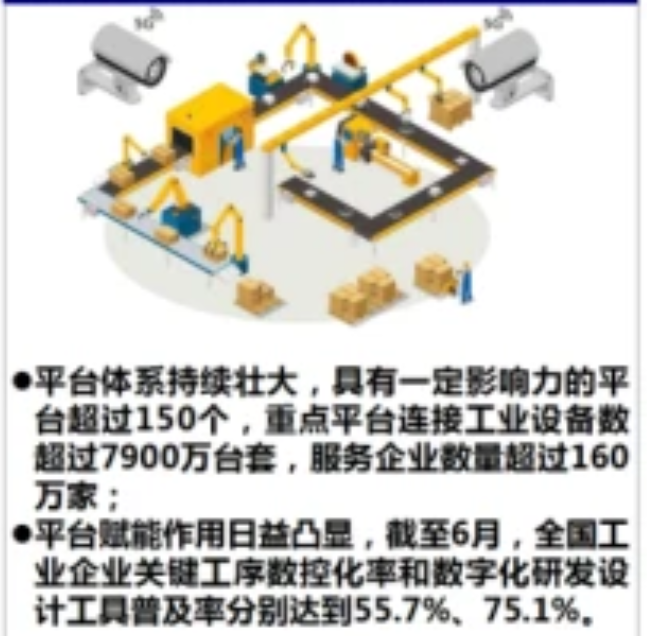 5G
5G
●平台体系持续壮大，具有一定影响力的平
台超过150个，重点平台连接工业设备数
超过7900万台套，服务企业数量超过160
万家；
●平台赋能作用日益凸显，截至6月，全国工
业企业关键工序数控化率和数字化研发设
计工具普及率分别达到55.7%、75.1%。